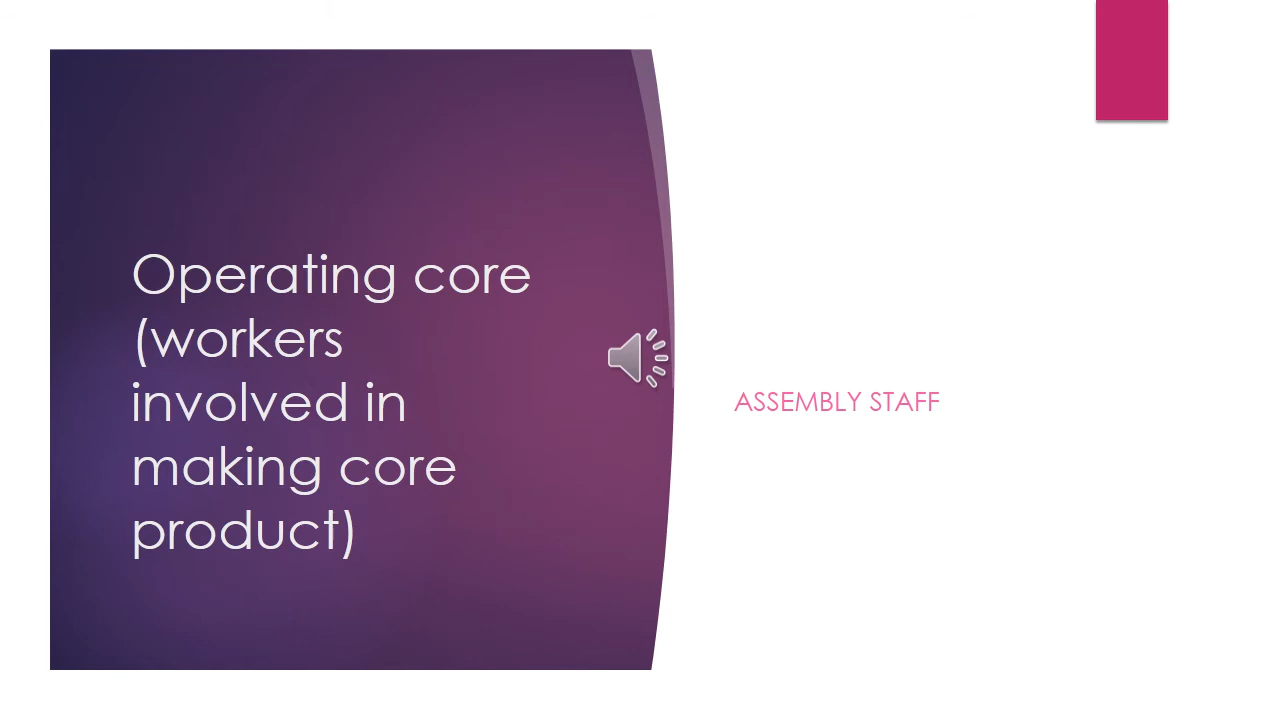 Operating core
(workers
involved in
making core
product)
ASSEMBLY STAFF